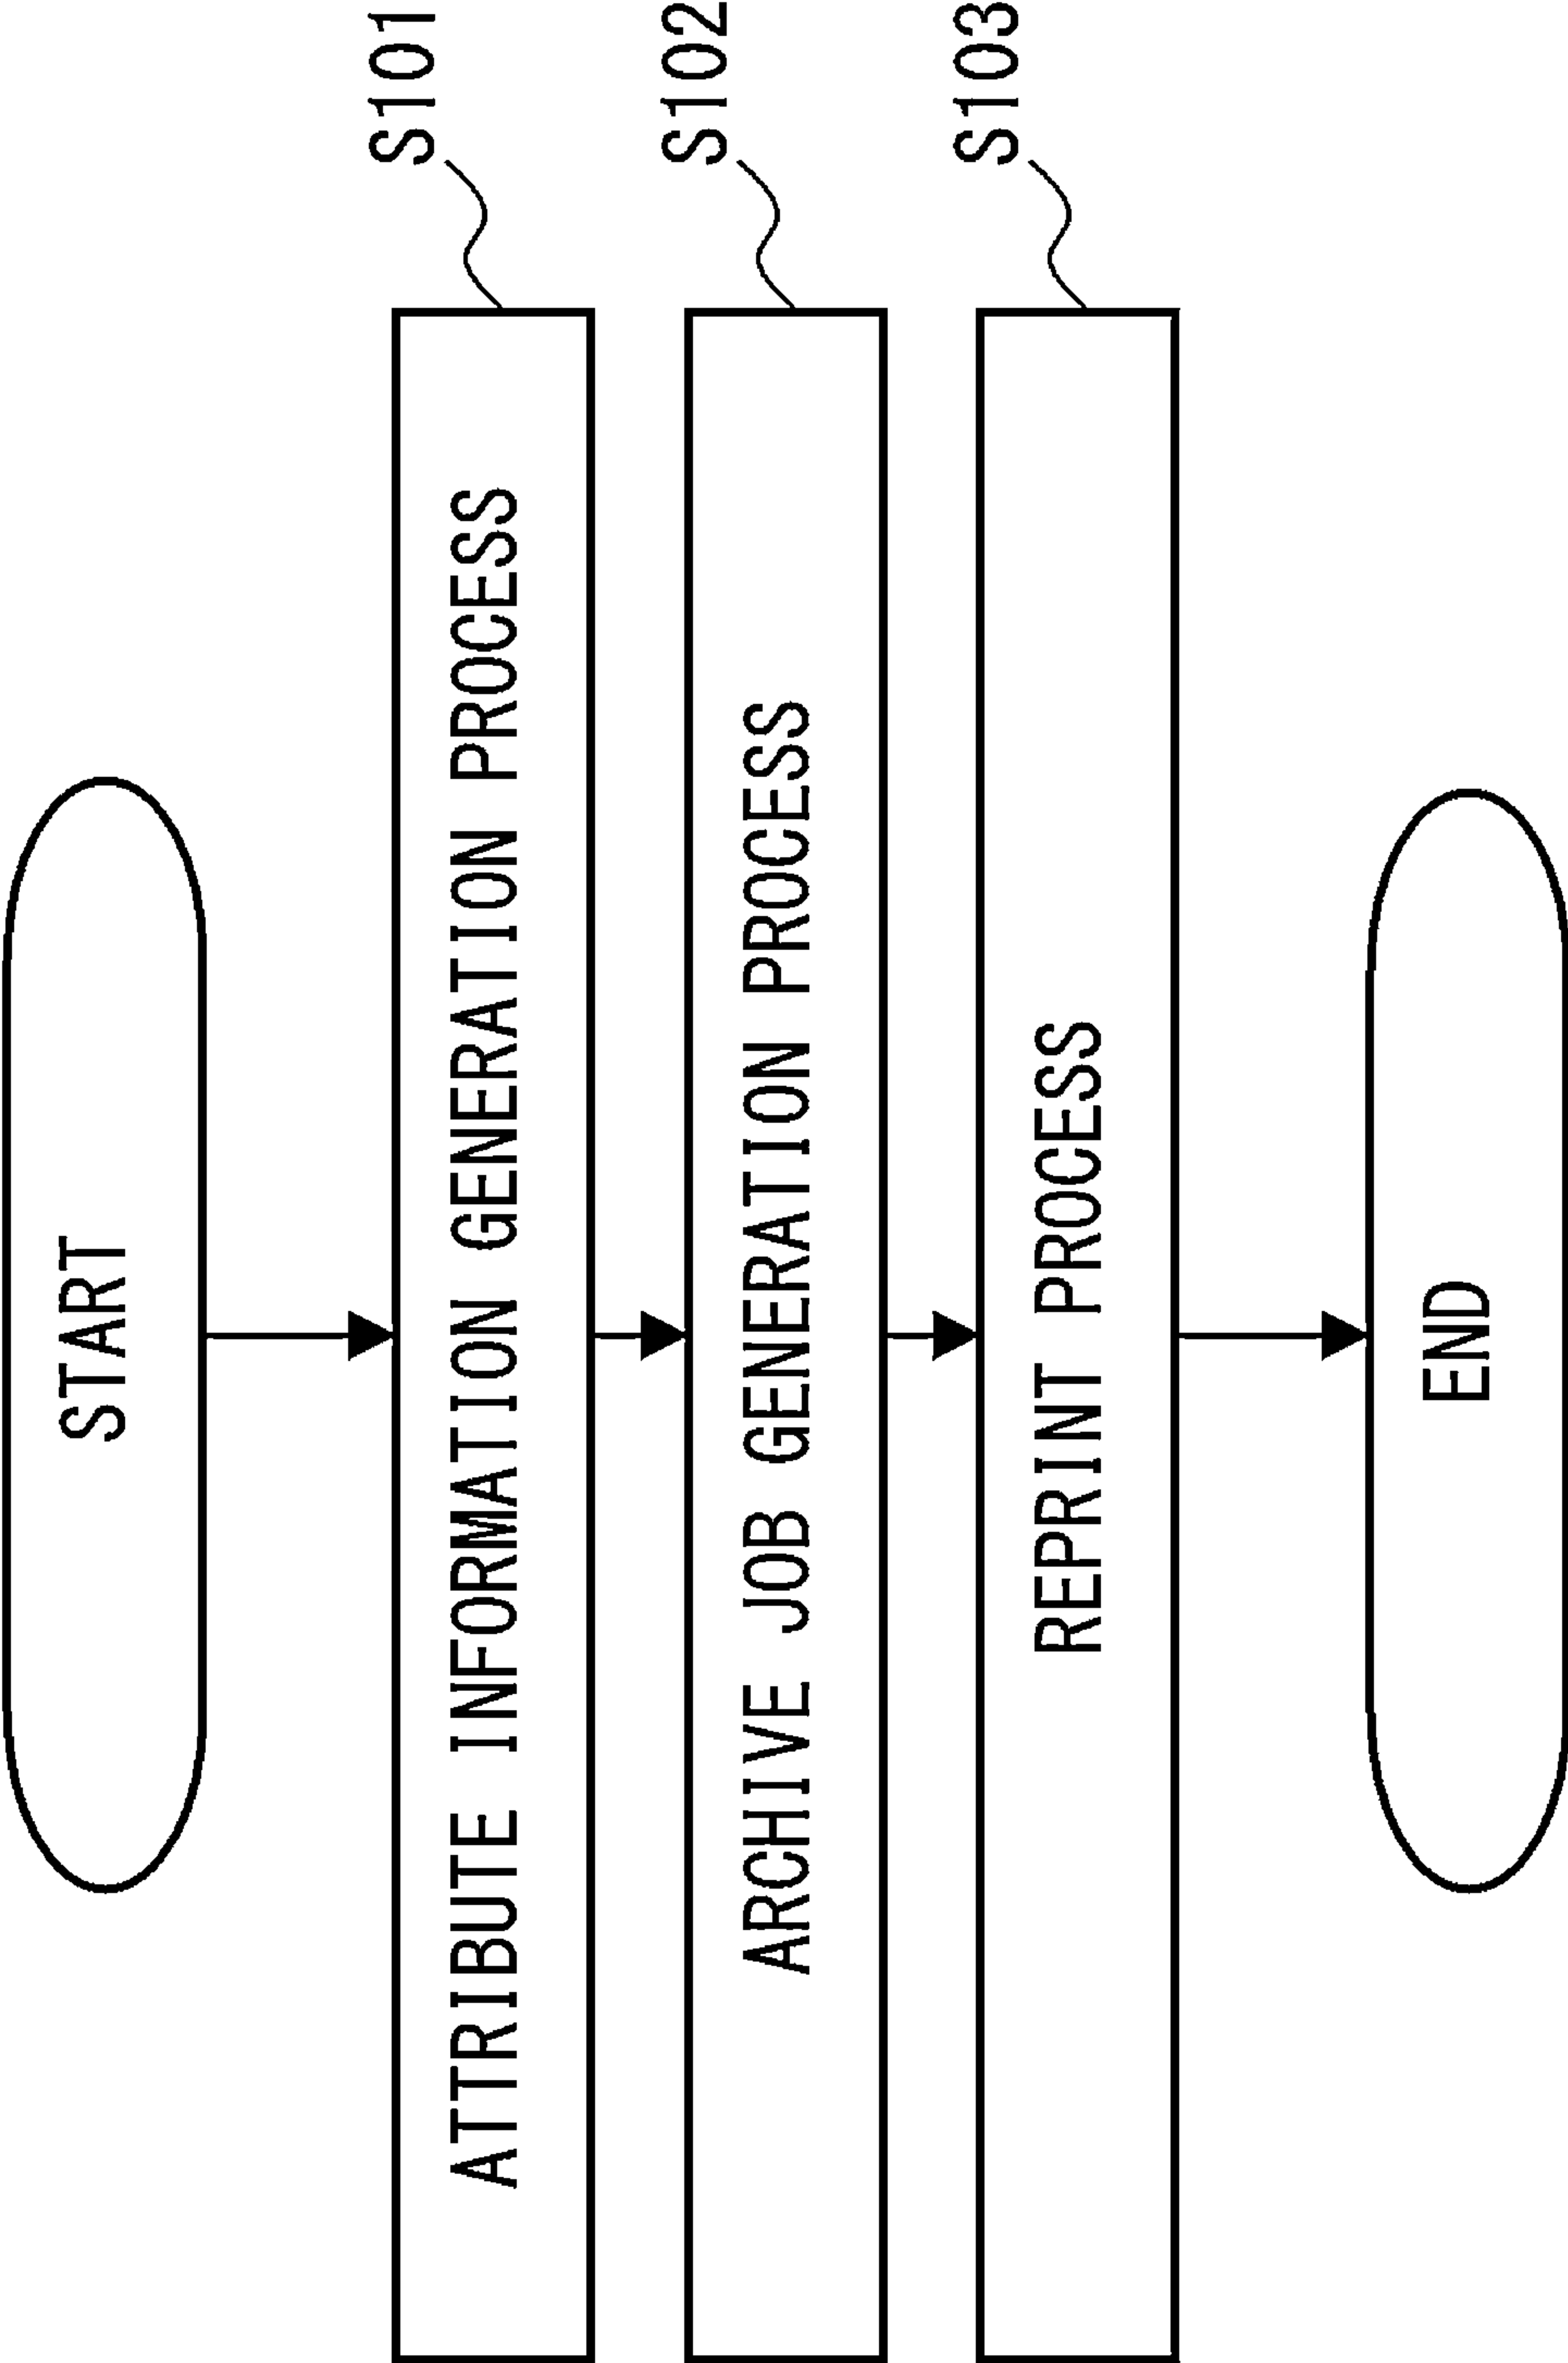 START
S101
ATTRIBUTE INFORMATION GENERATION PROCESS
S102
ARCHIVE JOB GENERATION PROCESS
S103
REPRINT PROCESS
END